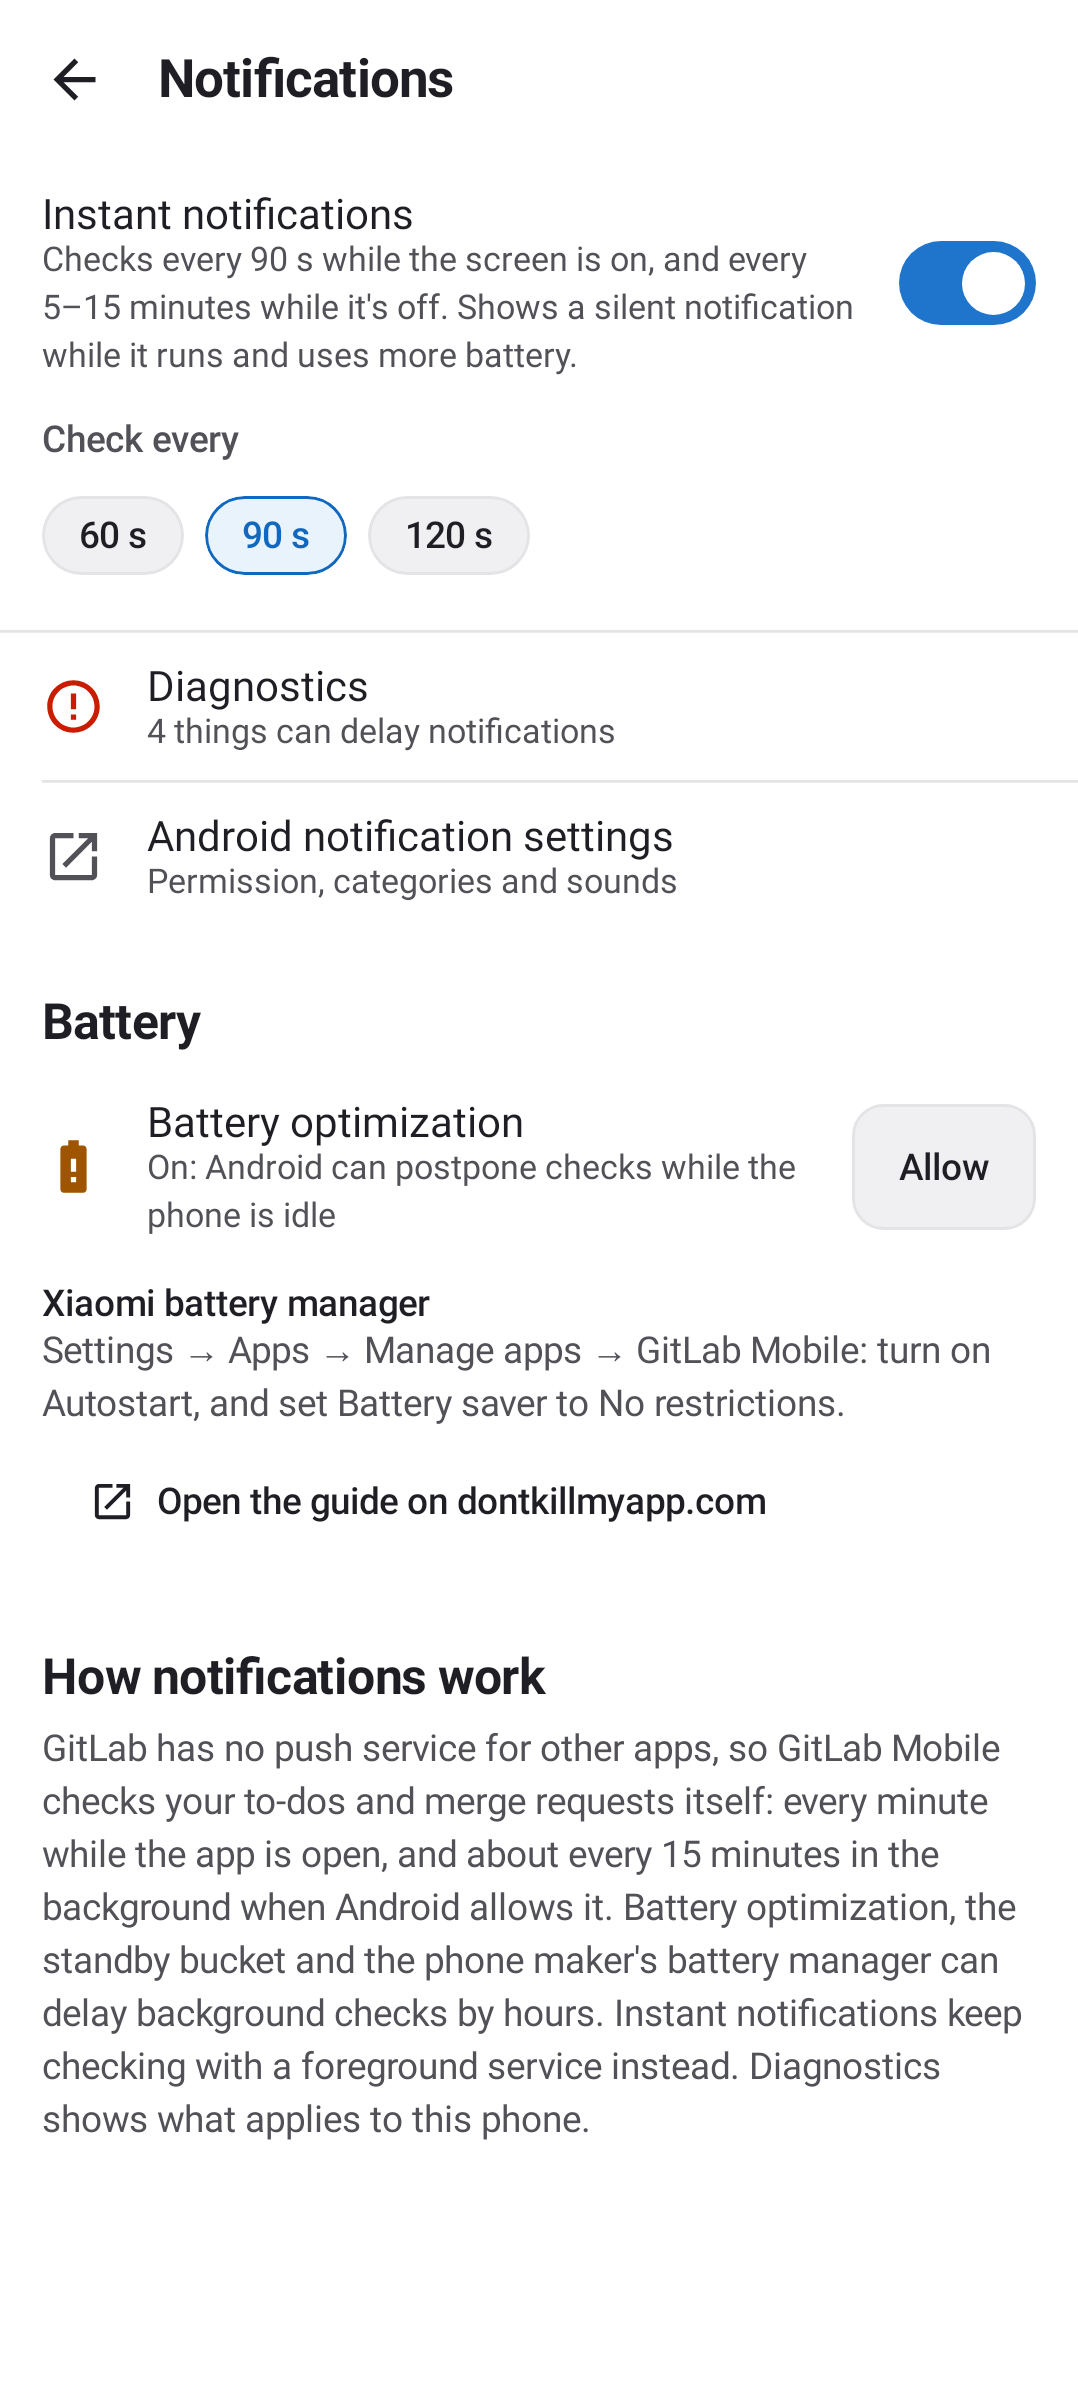 Notifications
Instant notifications
Checks every 90 s while the screen is on, and every
5–15 minutes while it's off. Shows a silent notification
while it runs and uses more battery.
Check every
60 s
90 s
120 s
Diagnostics
4 things can delay notifications
Android notification settings
Permission, categories and sounds
Battery
Battery optimization
On: Android can postpone checks while the
phone is idle
Allow
Xiaomi battery manager
Settings → Apps → Manage apps → GitLab Mobile: turn on
Autostart, and set Battery saver to No restrictions.
Open the guide on dontkillmyapp.com
How notifications work
GitLab has no push service for other apps, so GitLab Mobile
checks your to-dos and merge requests itself: every minute
while the app is open, and about every 15 minutes in the
background when Android allows it. Battery optimization, the
standby bucket and the phone maker's battery manager can
delay background checks by hours. Instant notifications keep
checking with a foreground service instead. Diagnostics
shows what applies to this phone.